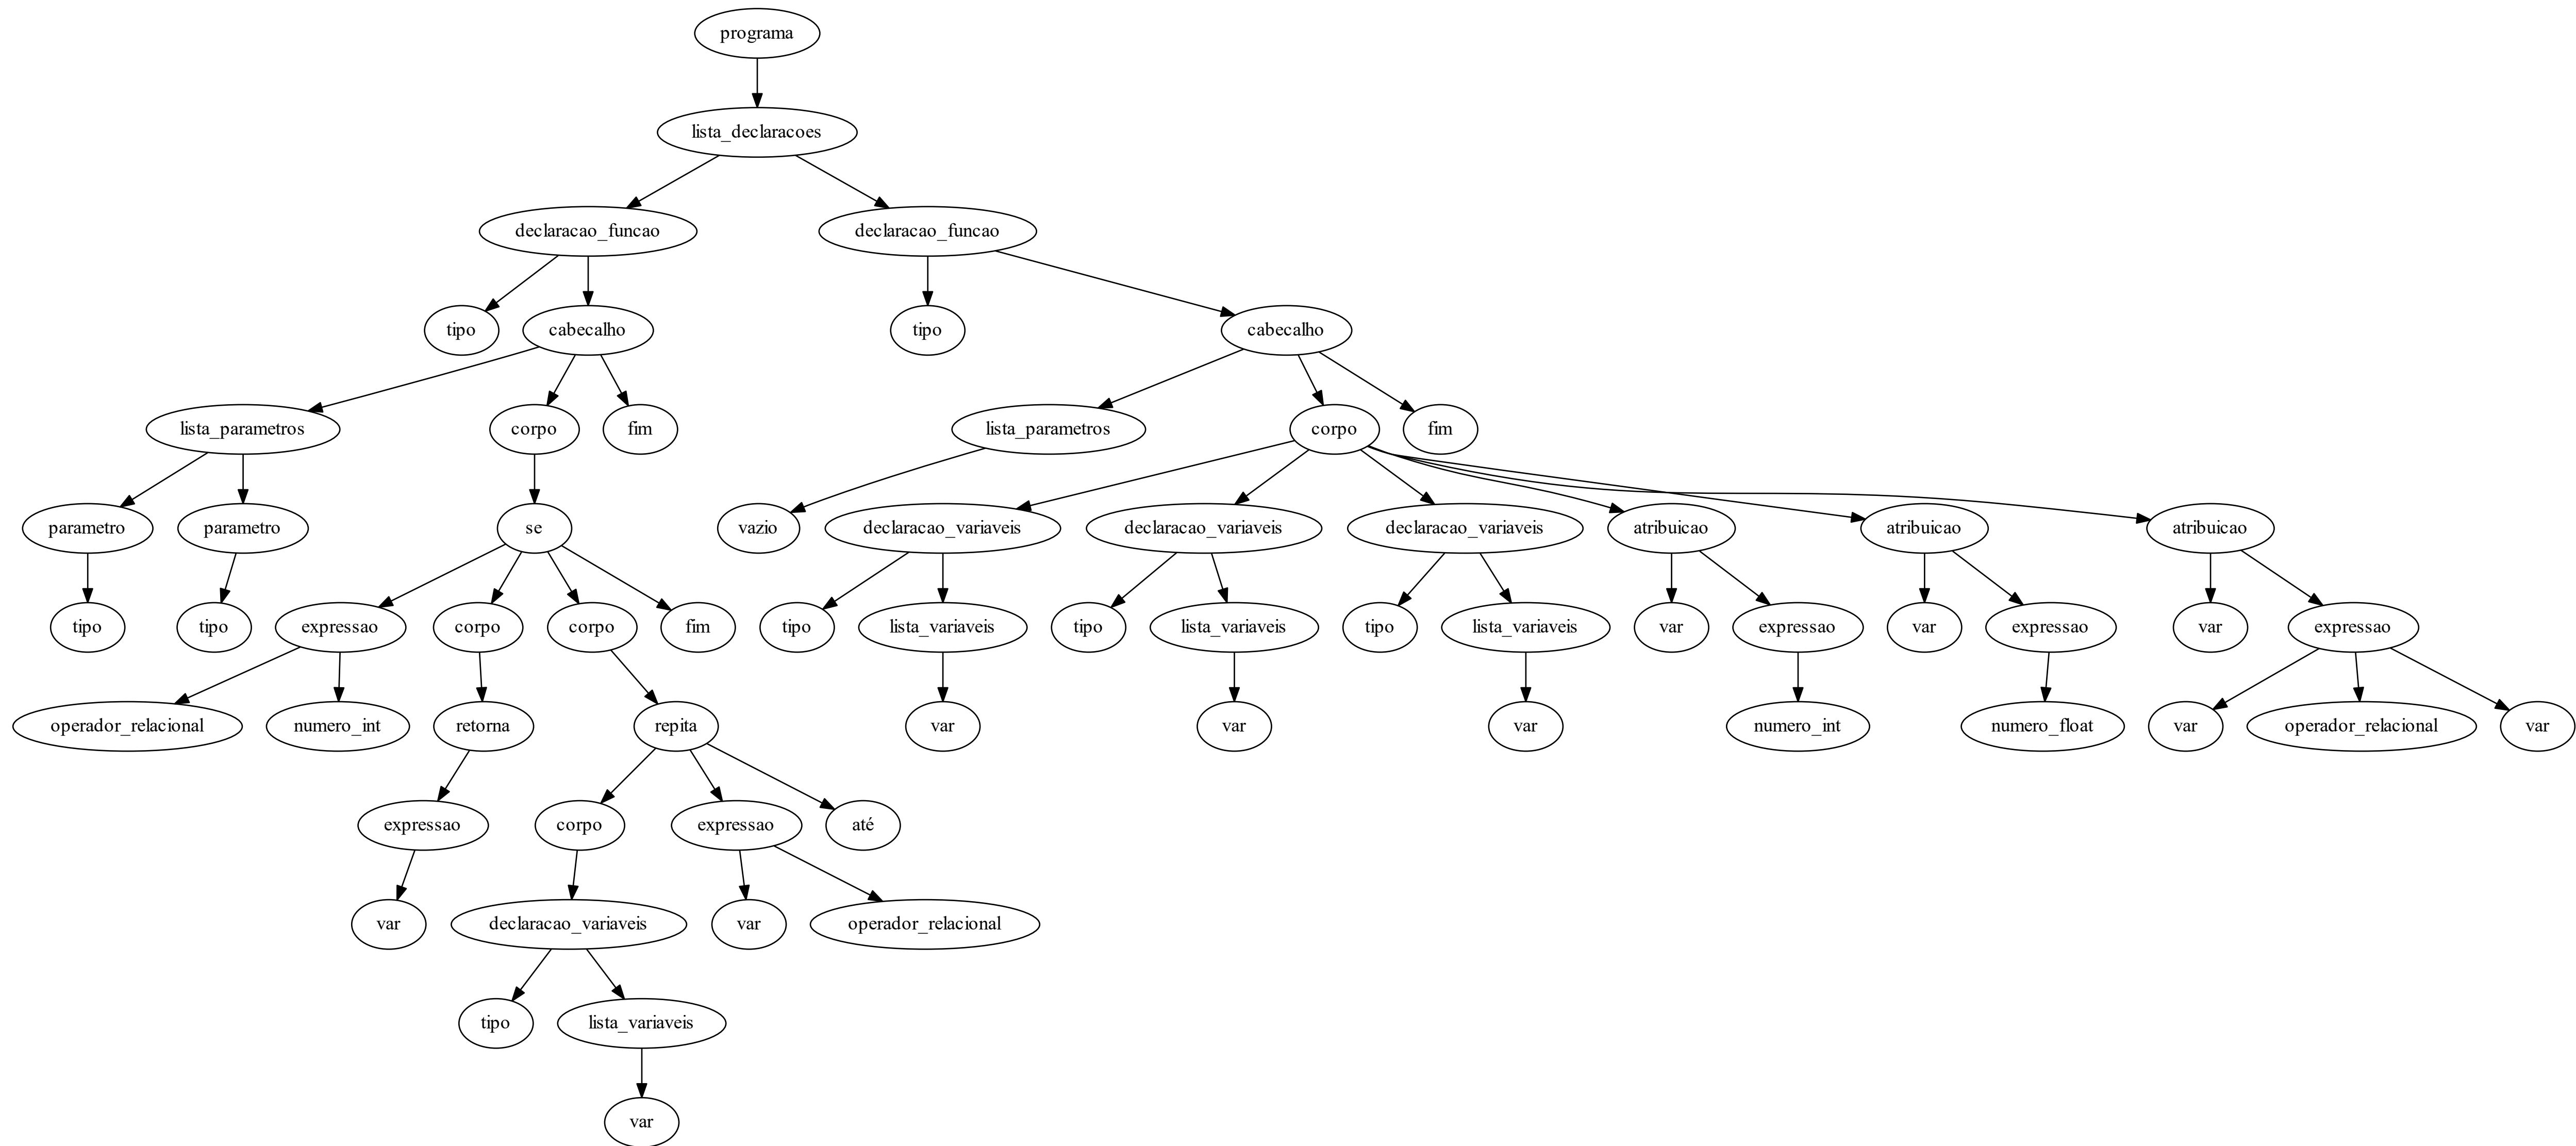 programa
lista_declaracoes
declaracao_funcao declaracao_funcao
tipo cabecalho tipo cabecalho
lista_parametros corpo fim lista_parametros corpo fim
parametro parametro se vazio declaracao_variaveis declaracao_variaveis declaracao_variaveis atribuicao atribuicao atribuicao
tipo tipo expressao corpo corpo fim tipo lista_variaveis tipo lista_variaveis tipo lista_variaveis var expressao var expressao var expressao
operador_relacional numero_int retorna repita var var var numero_int numero_float var operador_relacional var
expressao corpo expressao até
var declaracao_variaveis var operador_relacional
tipo lista_variaveis
var